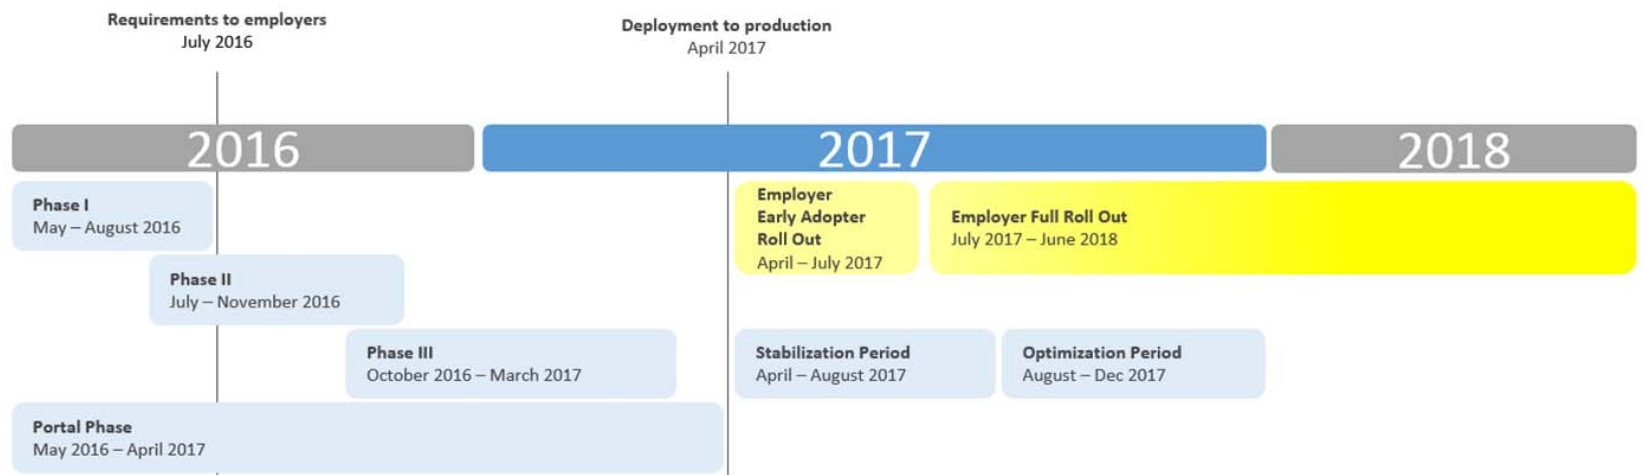 Requirements to employers
July 2016
Deployment to production
April 2017
2016
2017
2018
Phase I
May – August 2016
Employer
Early Adopter
Roll Out
April – July 2017
Employer Full Roll Out
July 2017 – June 2018
Phase II
July – November 2016
Phase III
October 2016 – March 2017
Stabilization Period
April – August 2017
Optimization Period
August – Dec 2017
Portal Phase
May 2016 – April 2017